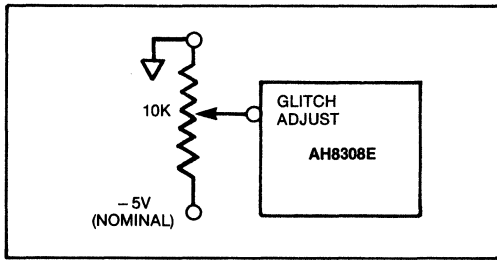 10K
GLITCH
ADJUST
AH8308E
– 5V
(NOMINAL)